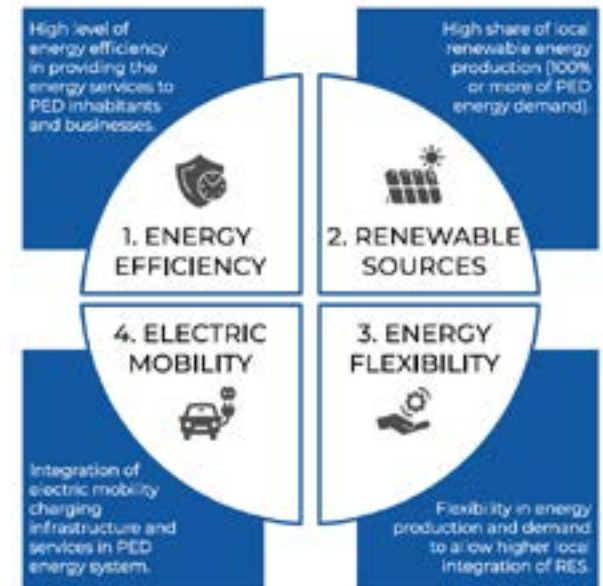 High level of
energy efficiency
in providing the
energy services to
PED inhabitants
and businesses.
High share of local
renewable energy
production (100%
or more of PED
energy demand).
1. ENERGY
EFFICIENCY
2. RENEWABLE
SOURCES
4. ELECTRIC
MOBILITY
3. ENERGY
FLEXIBILITY
Integration of
electric mobility
charging
infrastructure and
services in PED
energy system.
Flexibility in energy
production and demand
to allow higher local
integration of RES.